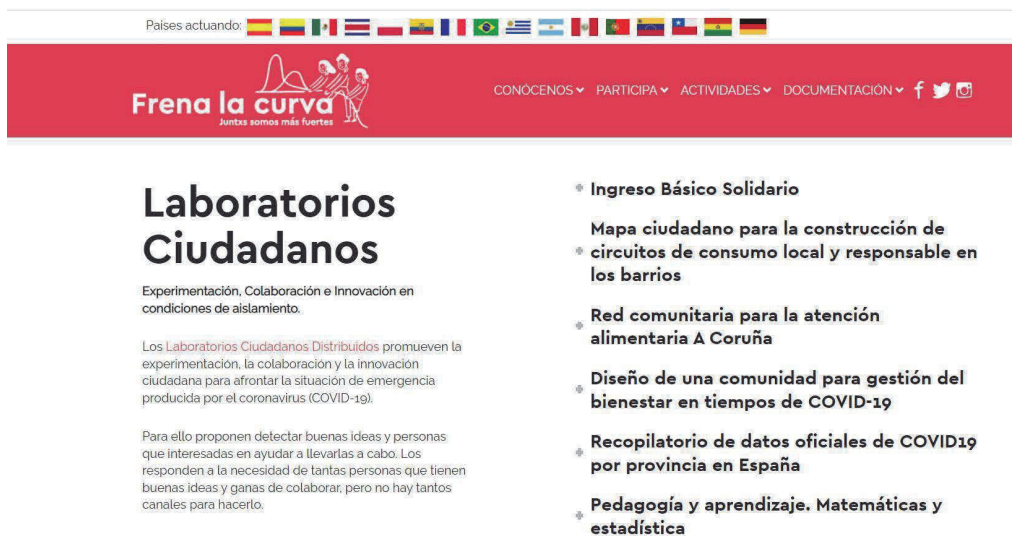 Paises actuando:
Frena la curva
Juntxs somos más fuertes
CONÓCENOS PARTICIPA ACTIVIDADES DOCUMENTACIÓN
Laboratorios
Ciudadanos
Experimentación, Colaboración e Innovación en
condiciones de aislamiento.
Los Laboratorios Ciudadanos Distribuidos promueven la
experimentación, la colaboración y la innovación
ciudadana para afrontar la situación de emergencia
producida por el coronavirus (COVID-19).
Para ello proponen detectar buenas ideas y personas
que interesadas en ayudar a llevarlas a cabo. Los
responden a la necesidad de tantas personas que tienen
buenas ideas y ganas de colaborar, pero no hay tantos
canales para hacerlo.
Ingreso Básico Solidario
Mapa ciudadano para la construcción de
circuitos de consumo local y responsable en
los barrios
Red comunitaria para la atención
alimentaria A Coruña
Diseño de una comunidad para gestión del
bienestar en tiempos de COVID-19
Recopilatorio de datos oficiales de COVID19
por provincia en España
Pedagogía y aprendizaje. Matemáticas y
estadística